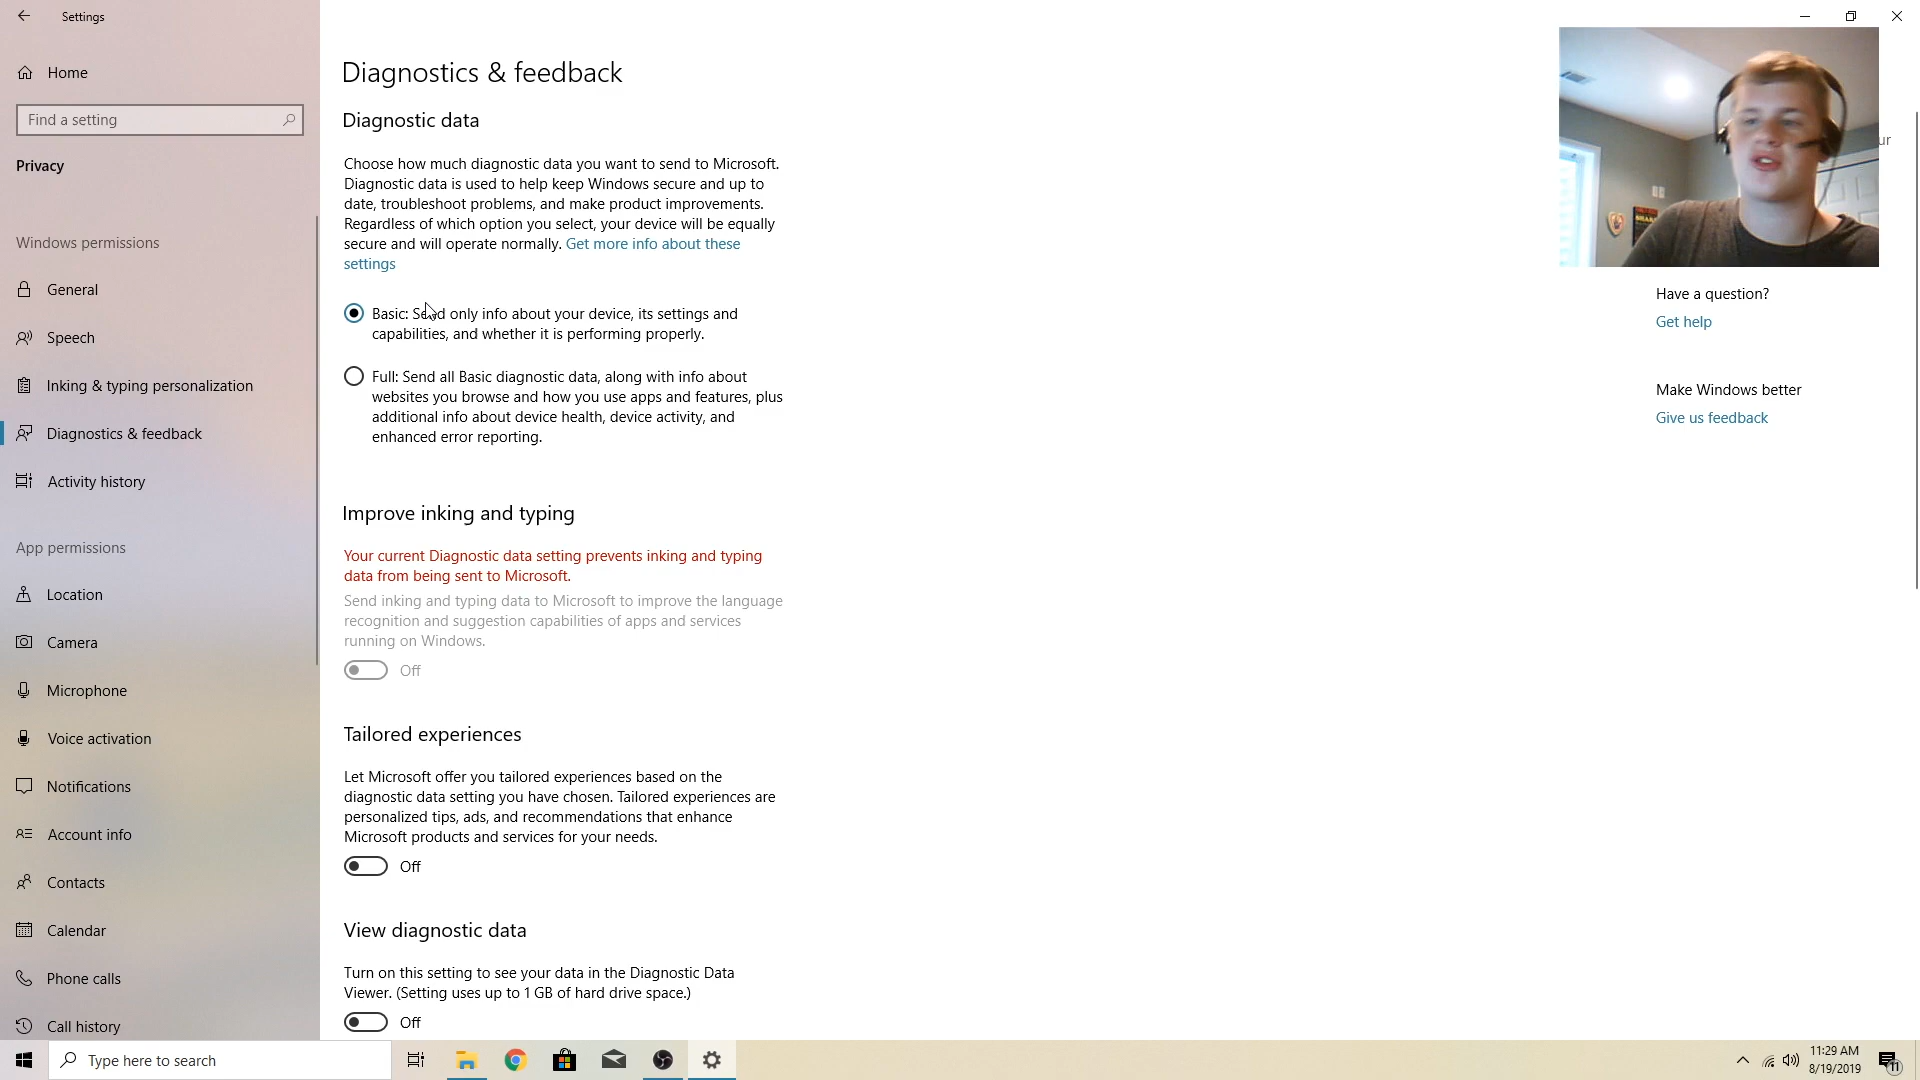 Settings
Home
Find a setting
Privacy
Windows permissions
General
Speech
Inking & typing personalization
Diagnostics & feedback
Activity history
App permissions
Location
Camera
Microphone
Voice activation
Notifications
Account info
Contacts
Calendar
Phone calls
Call history
Diagnostics & feedback
Diagnostic data
Choose how much diagnostic data you want to send to Microsoft.
Diagnostic data is used to help keep Windows secure and up to
date, troubleshoot problems, and make product improvements.
Regardless of which option you select, your device will be equally
secure and will operate normally. Get more info about these
settings
Basic: Send only info about your device, its settings and
capabilities, and whether it is performing properly.
Full: Send all Basic diagnostic data, along with info about
websites you browse and how you use apps and features, plus
additional info about device health, device activity, and
enhanced error reporting.
Improve inking and typing
Your current Diagnostic data setting prevents inking and typing
data from being sent to Microsoft.
Send inking and typing data to Microsoft to improve the language
recognition and suggestion capabilities of apps and services
running on Windows.
Off
Tailored experiences
Let Microsoft offer you tailored experiences based on the
diagnostic data setting you have chosen. Tailored experiences are
personalized tips, ads, and recommendations that enhance
Microsoft products and services for your needs.
Off
View diagnostic data
Turn on this setting to see your data in the Diagnostic Data
Viewer. (Setting uses up to 1 GB of hard drive space.)
Off
ur
Have a question?
Get help
Make Windows better
Give us feedback
Type here to search
11:29 AM
8/19/2019
11